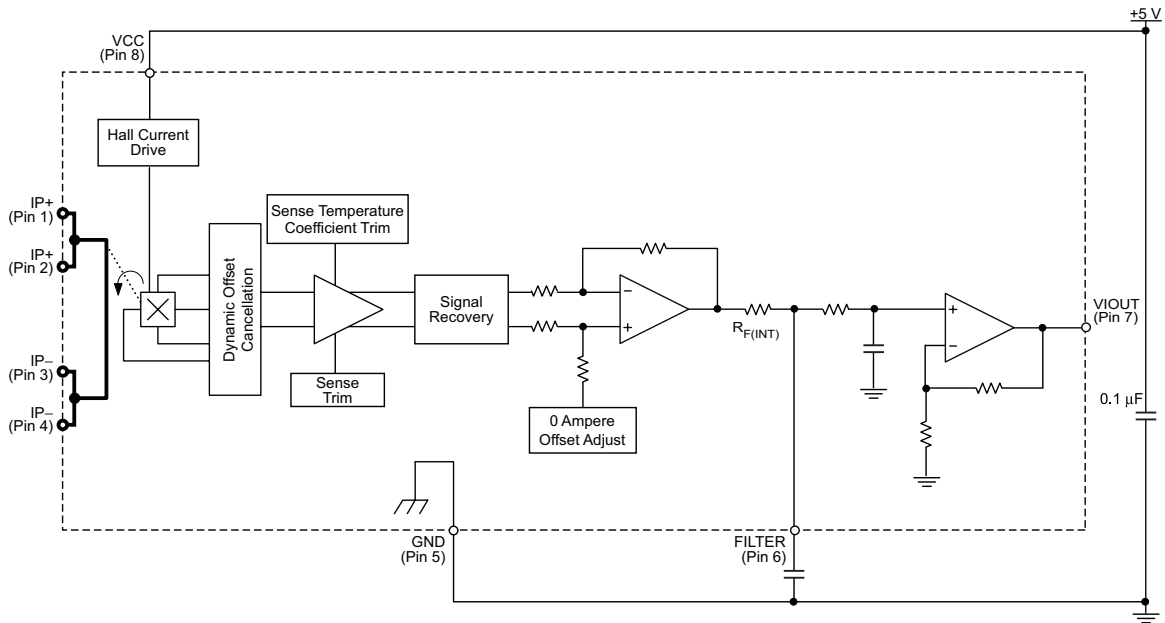 +5 V
VCC
(Pin 8)
Hall Current
Drive
IP+
(Pin 1)
IP+
(Pin 2)
IP–
(Pin 3)
IP–
(Pin 4)
Dynamic Offset
Cancellation
Sense Temperature
Coefficient Trim
Sense
Trim
Signal
Recovery
0 Ampere
Offset Adjust
–
+
RF(INT)
+
–
VIOUT
(Pin 7)
0.1 μF
GND
(Pin 5)
FILTER
(Pin 6)